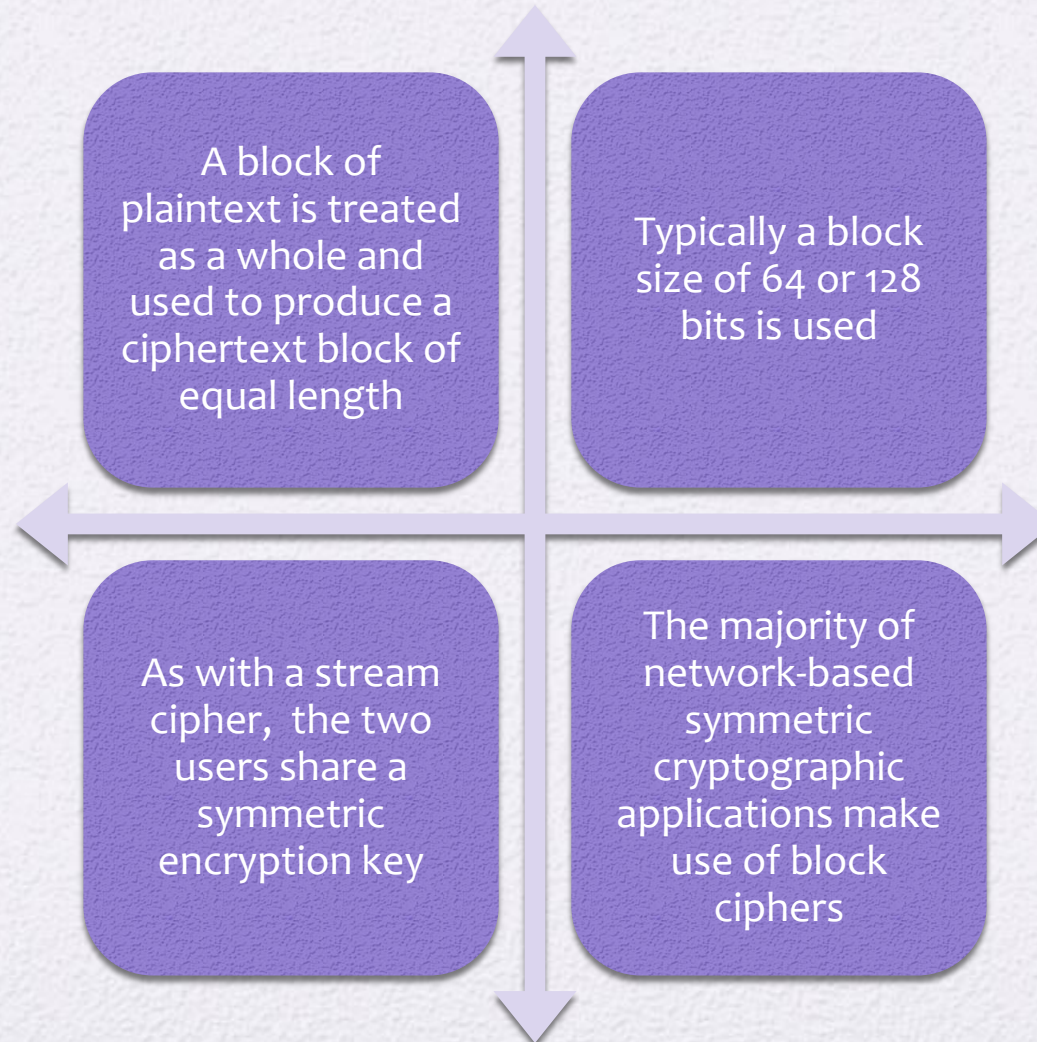 A block of
plaintext is treated
as a whole and
used to produce a
ciphertext block of
equal length
Typically a block
size of 64 or 128
bits is used
As with a stream
cipher, the two
users share a
symmetric
encryption key
The majority of
network-based
symmetric
cryptographic
applications make
use of block
ciphers